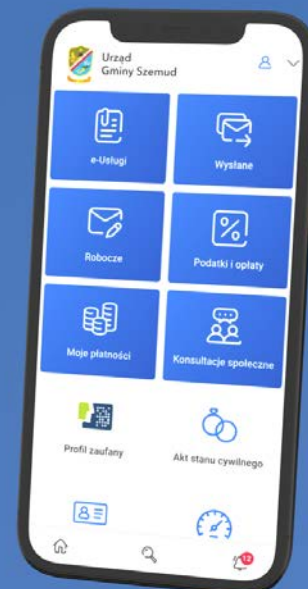 Urząd
Gminy Szemud
e-Usługi
Wysłane
Robocze
Podatki i opłaty
Moje płatności
Konsultacje społeczne
Profil zaufany
Akt stanu cywilnego
12